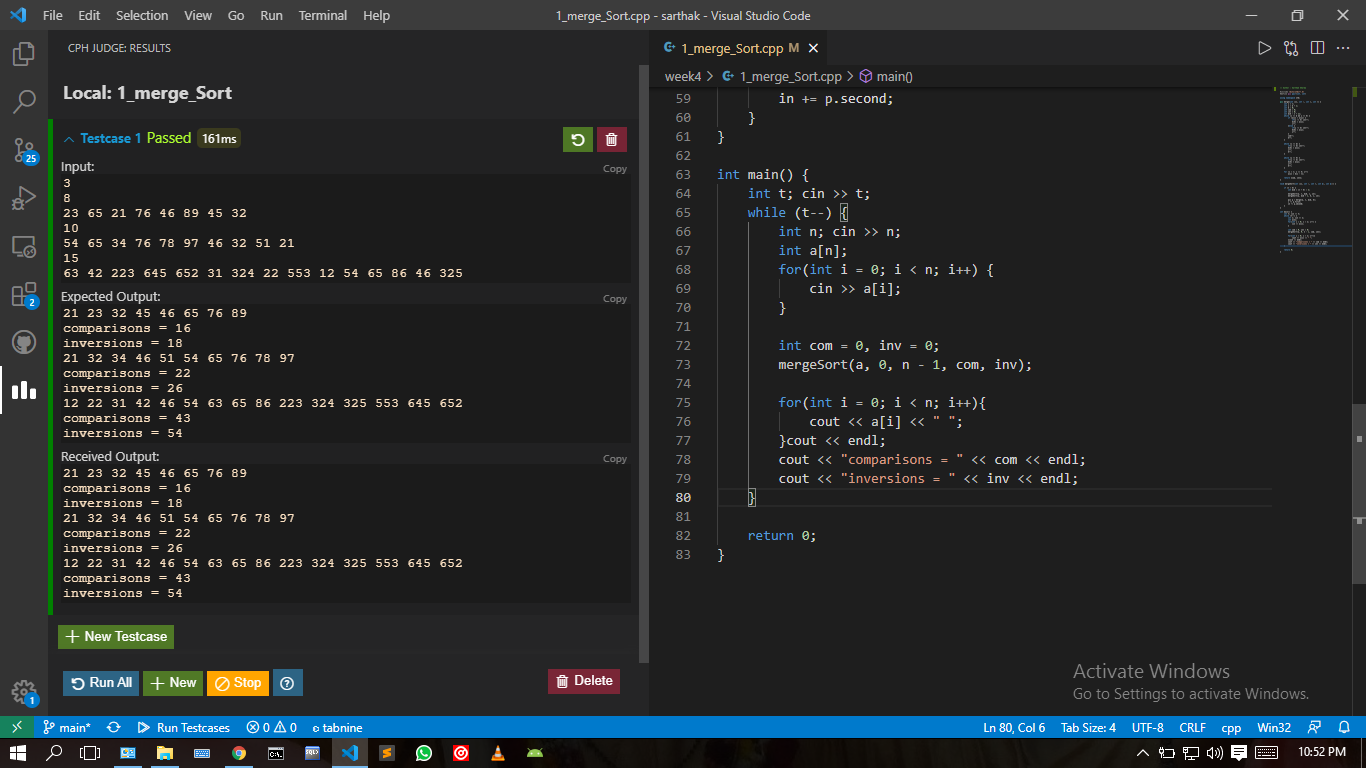 File Edit Selection View Go Run Terminal Help 1_merge_Sort.cpp - sarthak - Visual Studio Code
CPH JUDGE: RESULTS
Local: 1_merge_Sort
Testcase 1 Passed 161ms
Input:
Copy
3
8
23 65 21 76 46 89 45 32
10
54 65 34 76 78 97 46 32 51 21
15
63 42 223 645 652 31 324 22 553 12 54 65 86 46 325
Expected Output:
Copy
21 23 32 45 46 65 76 89
comparisons = 16
inversions = 18
21 32 34 46 51 54 65 76 78 97
comparisons = 22
inversions = 26
12 22 31 42 46 54 63 65 86 223 324 325 553 645 652
comparisons = 43
inversions = 54
Received Output:
Copy
21 23 32 45 46 65 76 89
comparisons = 16
inversions = 18
21 32 34 46 51 54 65 76 78 97
comparisons = 22
inversions = 26
12 22 31 42 46 54 63 65 86 223 324 325 553 645 652
comparisons = 43
inversions = 54
New Testcase
Run All New Stop Delete
25
2
1
1_merge_Sort.cpp M
week4 > 1_merge_Sort.cpp > main()
59 in += p.second;
60 }
61 }
62
63 int main() {
64 int t; cin >> t;
65 while (t--) {
66 int n; cin >> n;
67 int a[n];
68 for(int i = 0; i < n; i++) {
69 cin >> a[i];
70 }
71
72 int com = 0, inv = 0;
73 mergeSort(a, 0, n - 1, com, inv);
74
75 for(int i = 0; i < n; i++){
76 cout << a[i] << " ";
77 }cout << endl;
78 cout << "comparisons = " << com << endl;
79 cout << "inversions = " << inv << endl;
80 }
81
82 return 0;
83 }
Activate Windows
Go to Settings to activate Windows.
main* Run Testcases 0 0 tabnine Ln 80, Col 6 Tab Size: 4 UTF-8 CRLF cpp Win32
10:52 PM